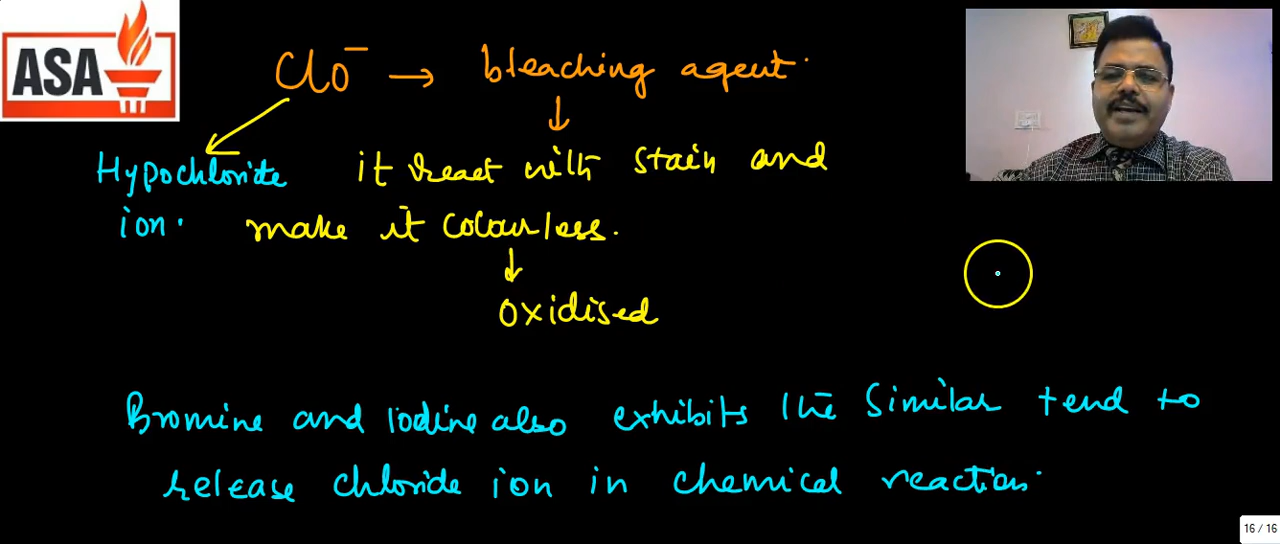 ASA
ClO⁻ → bleaching agent.
Hypochlorite it react with stain and
ion. make it colourless.
Oxidised
Bromine and Iodine also exhibits the Similar tend to
release chloride ion in chemical reaction.
16 / 16